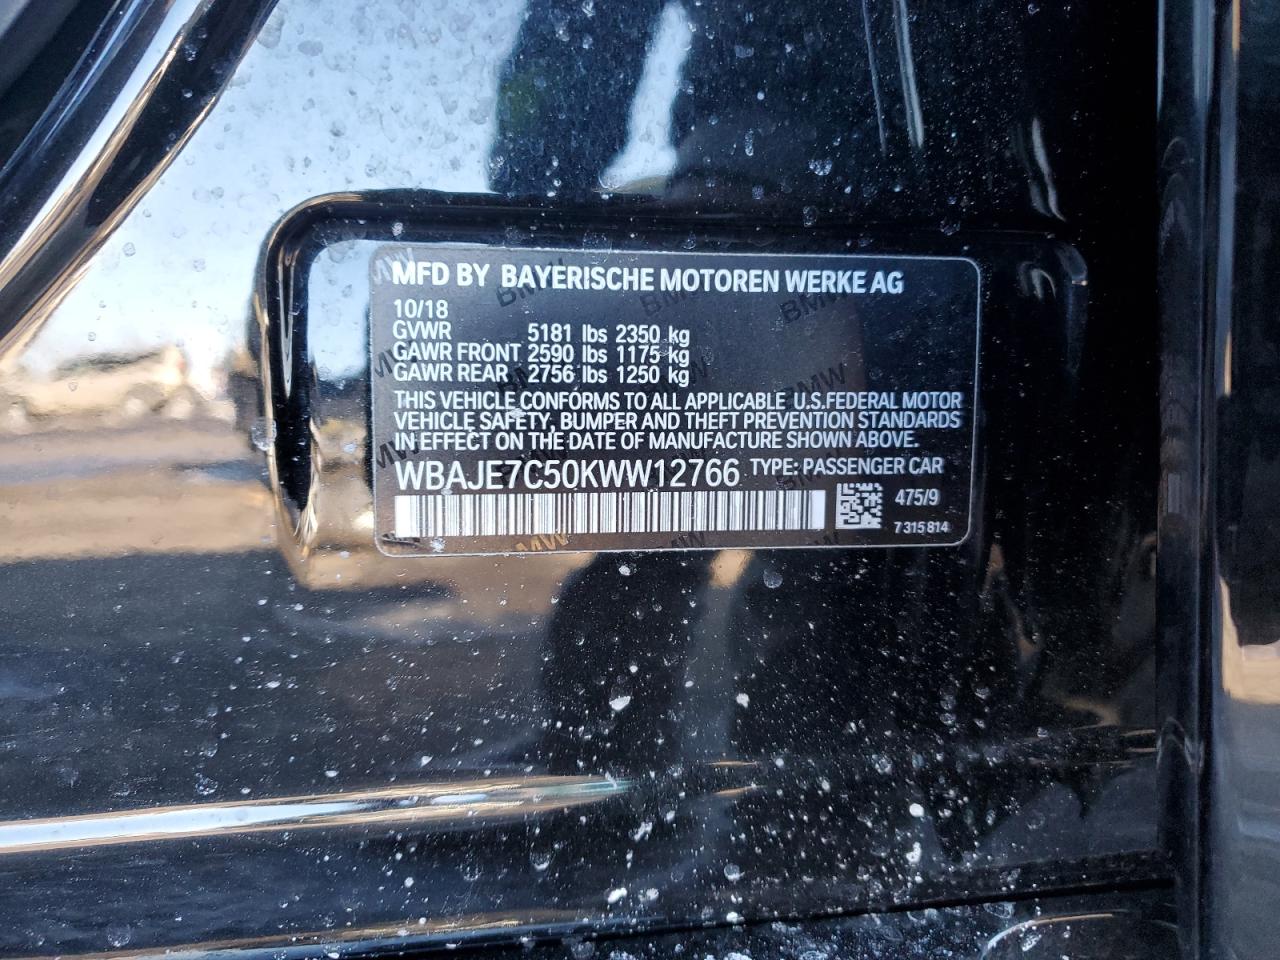 MFD BY BAYERISCHE MOTOREN WERKE AG
10/18
GVWR 5181 lbs 2350 kg
GAWR FRONT 2590 lbs 1175 kg
GAWR REAR 2756 lbs 1250 kg
THIS VEHICLE CONFORMS TO ALL APPLICABLE U.S.FEDERAL MOTOR
VEHICLE SAFETY, BUMPER AND THEFT PREVENTION STANDARDS
IN EFFECT ON THE DATE OF MANUFACTURE SHOWN ABOVE.
WBAJE7C50KWW12766 TYPE: PASSENGER CAR
475/9
7 315 814